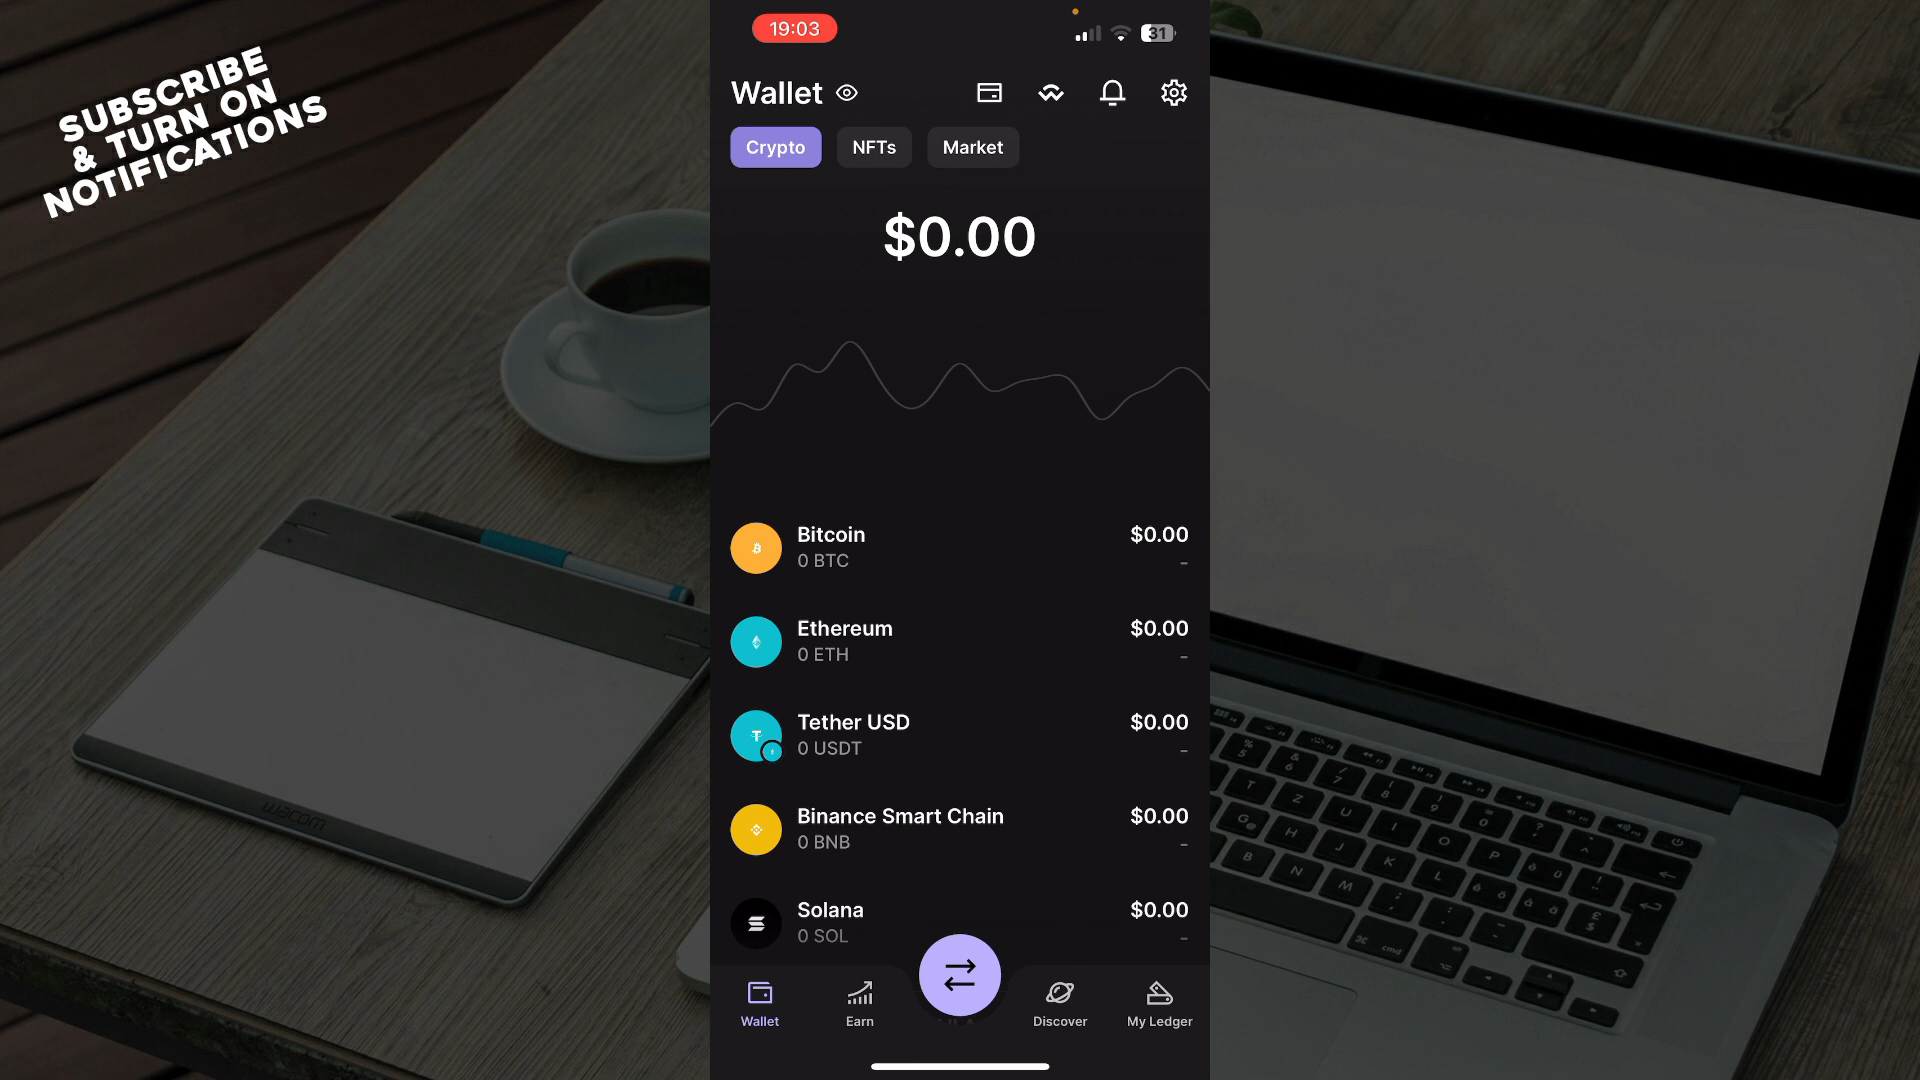 SUBSCRIBE
& TURN ON
NOTIFICATIONS
19:03
31
Wallet
Crypto
NFTs
Market
$0.00
Bitcoin
$0.00
0 BTC
-
Ethereum
$0.00
0 ETH
-
Tether USD
$0.00
0 USDT
-
Binance Smart Chain
$0.00
0 BNB
-
Solana
$0.00
0 SOL
-
Wallet
Earn
Discover
My Ledger
wacom